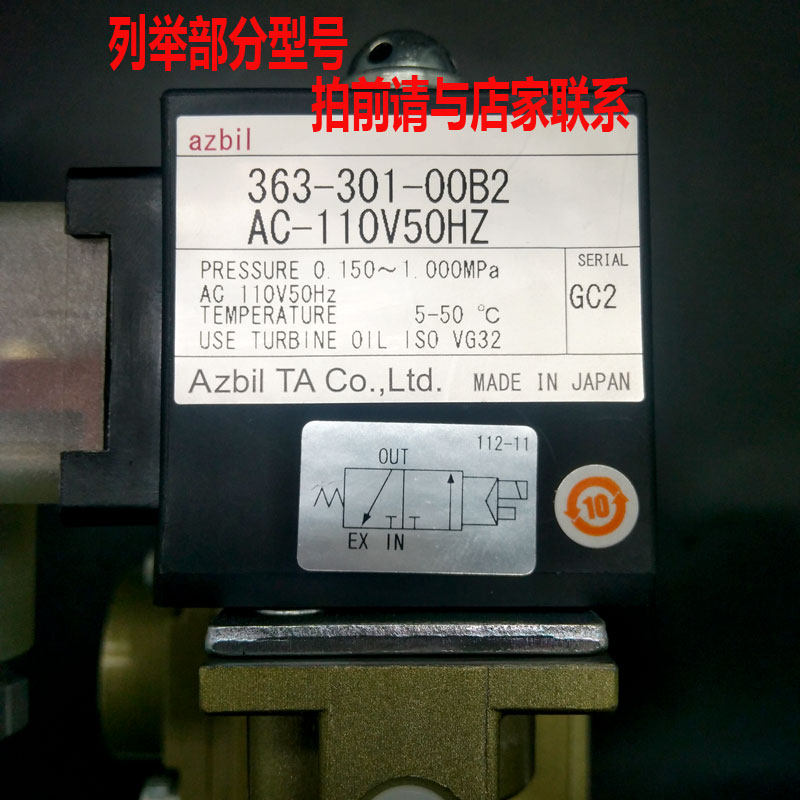 列举部分型号
拍前请与店家联系
azbil
363-301-00B2
AC-110V50HZ
PRESSURE 0.150~1.000MPa
AC 110V50Hz
TEMPERATURE 5-50 ℃
USE TURBINE OIL ISO VG32
SERIAL
GC2
Azbil TA Co.,Ltd. MADE IN JAPAN
112-11
OUT
EX IN
10